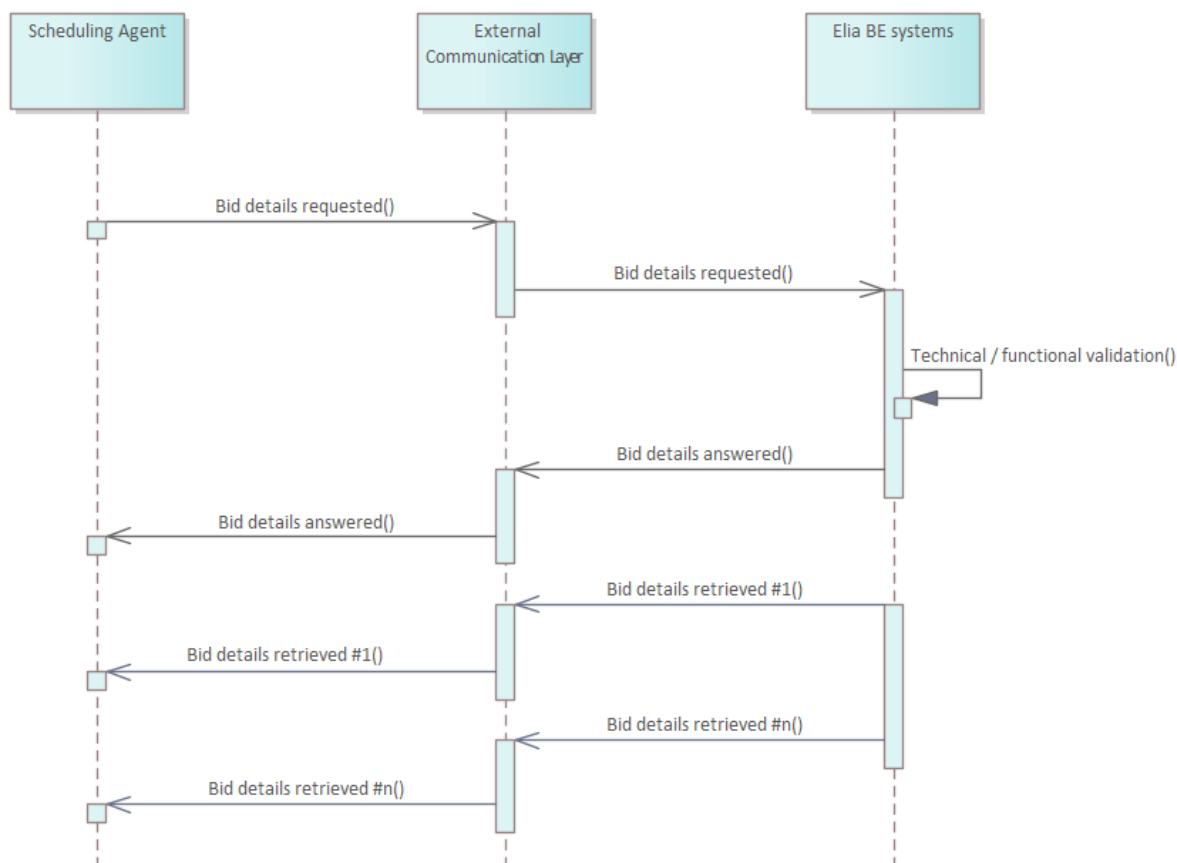 Scheduling Agent
External
Communication Layer
Elia BE systems
Bid details requested()
Bid details requested()
Technical / functional validation()
Bid details answered()
Bid details answered()
Bid details retrieved #1()
Bid details retrieved #1()
Bid details retrieved #n()
Bid details retrieved #n()